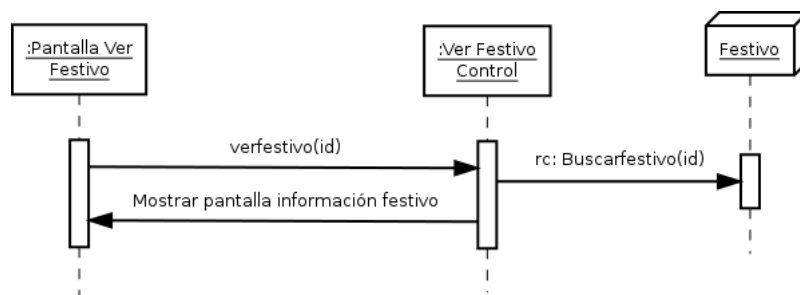 :Pantalla Ver
Festivo
:Ver Festivo
Control
Festivo
verfestivo(id)
rc: Buscarfestivo(id)
Mostrar pantalla información festivo